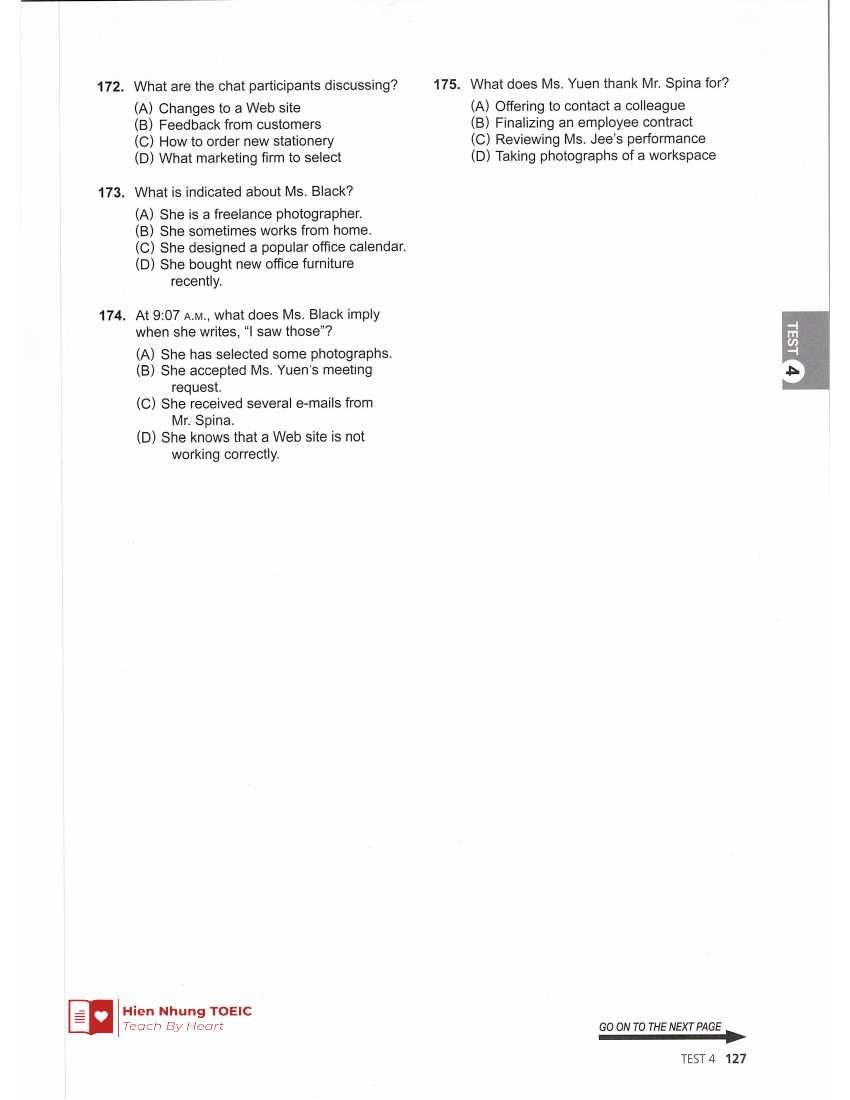 172. What are the chat participants discussing?
(A) Changes to a Web site
(B) Feedback from customers
(C) How to order new stationery
(D) What marketing firm to select
173. What is indicated about Ms. Black?
(A) She is a freelance photographer.
(B) She sometimes works from home.
(C) She designed a popular office calendar.
(D) She bought new office furniture
recently.
174. At 9:07 A.M., what does Ms. Black imply
when she writes, “I saw those”?
(A) She has selected some photographs.
(B) She accepted Ms. Yuen's meeting
request.
(C) She received several e-mails from
Mr. Spina.
(D) She knows that a Web site is not
working correctly.
175. What does Ms. Yuen thank Mr. Spina for?
(A) Offering to contact a colleague
(B) Finalizing an employee contract
(C) Reviewing Ms. Jee's performance
(D) Taking photographs of a workspace
TEST
4
Hien Nhung TOEIC
Teach By Heart
GO ON TO THE NEXT PAGE
TEST 4 127